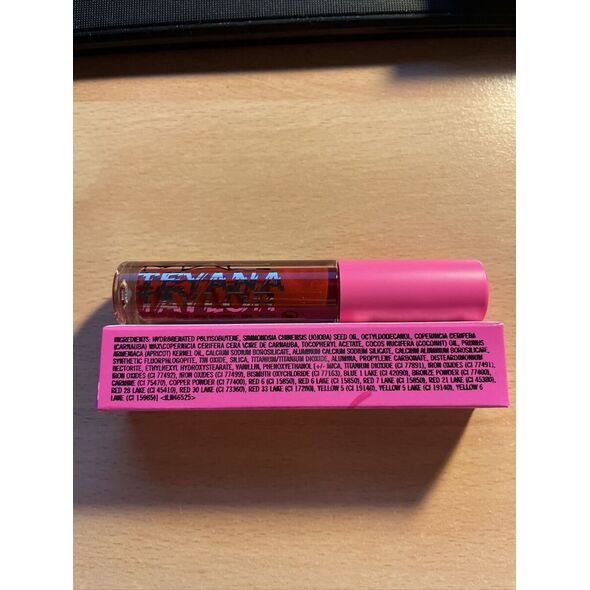 TEYANA
TAYLOR
INGREDIENTS: HYDROGENATED POLYISOBUTENE, SIMMONDSIA CHINENSIS (JOJOBA) SEED OIL, OCTYLDODECANOL, COPERNICIA CERIFERA
(CARNAUBA) WAX\COPERNICIA CERIFERA CERA \CIRE DE CARNAUBA, TOCOPHERYL ACETATE, COCOS NUCIFERA (COCONUT) OIL, PRUNUS
ARMENIACA (APRICOT) KERNEL OIL, CALCIUM SODIUM BOROSILICATE, ALUMINUM CALCIUM SODIUM SILICATE, CALCIUM ALUMINUM BOROSILICATE,
SYNTHETIC FLUORPHLOGOPITE, TIN OXIDE, SILICA, TITANIUM/TITANIUM DIOXIDE, ALUMINA, PROPYLENE CARBONATE, DISTEARDIMONIUM
HECTORITE, ETHYLHEXYL HYDROXYSTEARATE, VANILLIN, PHENOXYETHANOL [+/- MICA, TITANIUM DIOXIDE (CI 77891), IRON OXIDES (CI 77491),
IRON OXIDES (CI 77492), IRON OXIDES (CI 77499), BISMUTH OXYCHLORIDE (CI 77163), BLUE 1 LAKE (CI 42090), BRONZE POWDER (CI 77400),
CARMINE (CI 75470), COPPER POWDER (CI 77400), RED 6 (CI 15850), RED 6 LAKE (CI 15850), RED 7 LAKE (CI 15850), RED 21 LAKE (CI 45380),
RED 28 LAKE (CI 45410), RED 30 LAKE (CI 73360), RED 33 LAKE (CI 17200), YELLOW 5 (CI 19140), YELLOW 5 LAKE (CI 19140), YELLOW 6
LAKE (CI 15985)] <ILN46525>